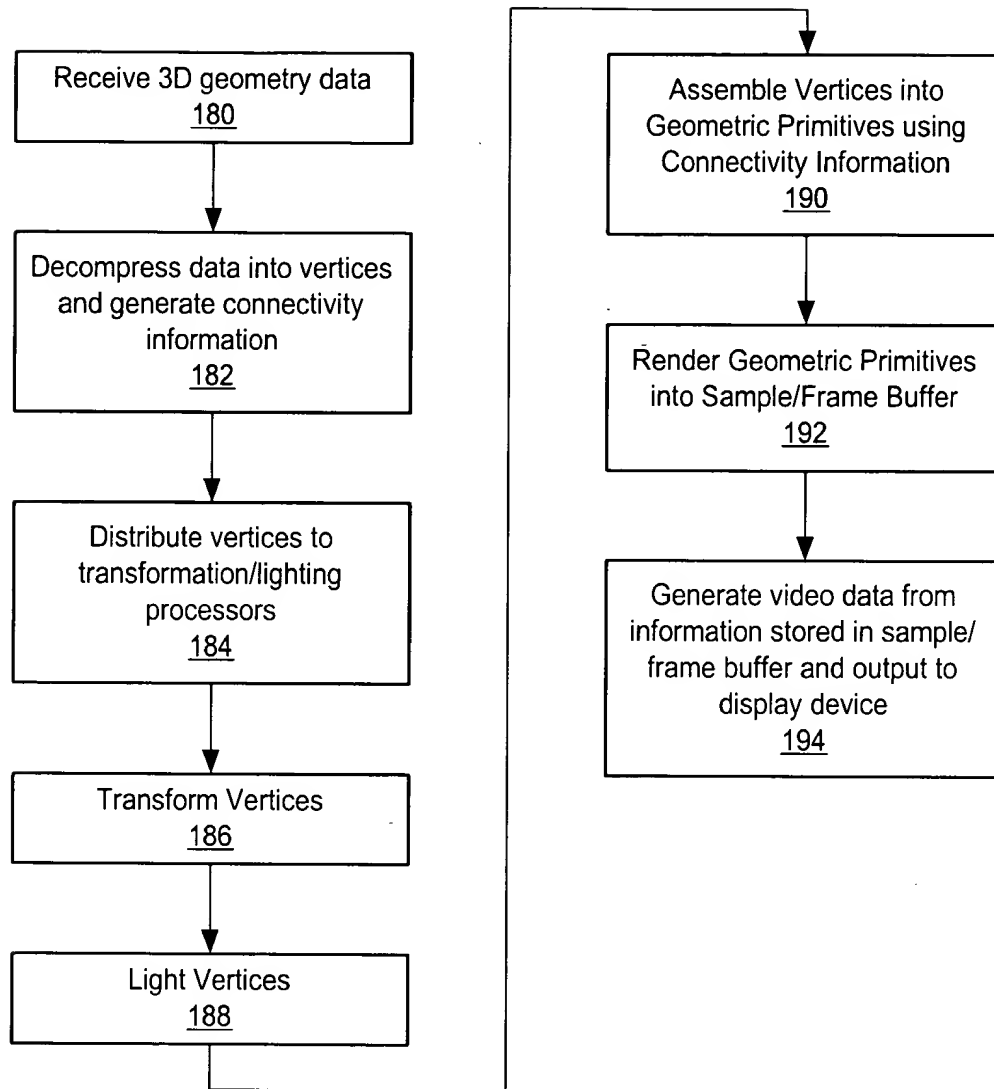 Receive 3D geometry data
180
Decompress data into vertices
and generate connectivity
information
182
Distribute vertices to
transformation/lighting
processors
184
Transform Vertices
186
Light Vertices
188
Assemble Vertices into
Geometric Primitives using
Connectivity Information
190
Render Geometric Primitives
into Sample/Frame Buffer
192
Generate video data from
information stored in sample/
frame buffer and output to
display device
194